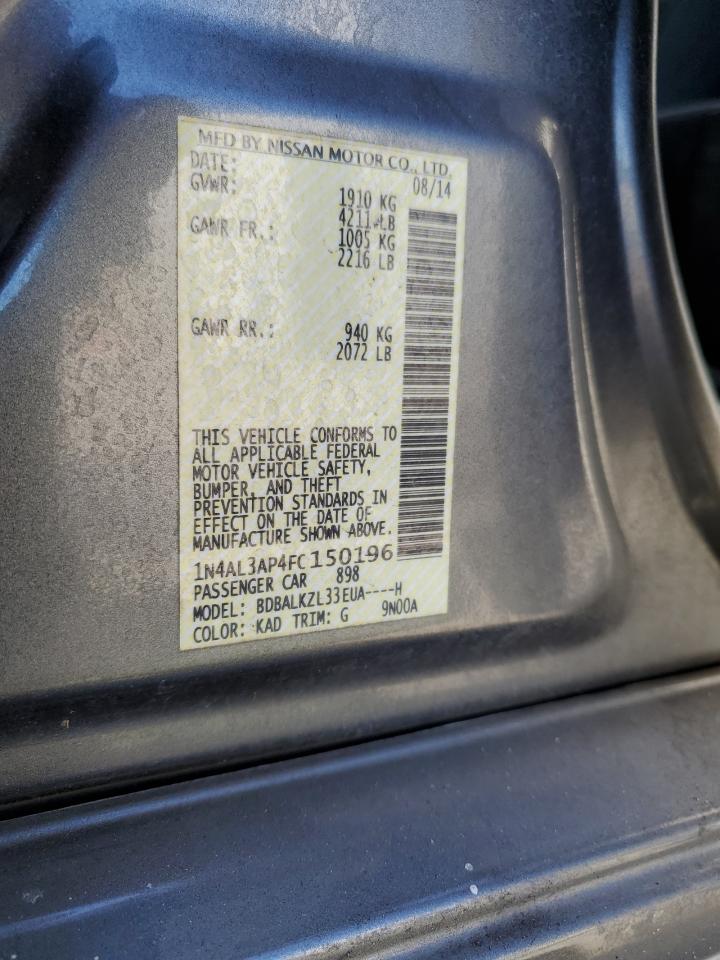 MFD BY NISSAN MOTOR CO., LTD.
DATE: 08/14
GVWR: 1910 KG
4211 LB
GAWR FR.: 1005 KG
2216 LB
GAWR RR.: 940 KG
2072 LB
THIS VEHICLE CONFORMS TO
ALL APPLICABLE FEDERAL
MOTOR VEHICLE SAFETY,
BUMPER, AND THEFT
PREVENTION STANDARDS IN
EFFECT ON THE DATE OF
MANUFACTURE SHOWN ABOVE.
1N4AL3AP4FC150196
PASSENGER CAR 898
MODEL: BDBALKZL33EUA----H
COLOR: KAD TRIM: G 9N00A